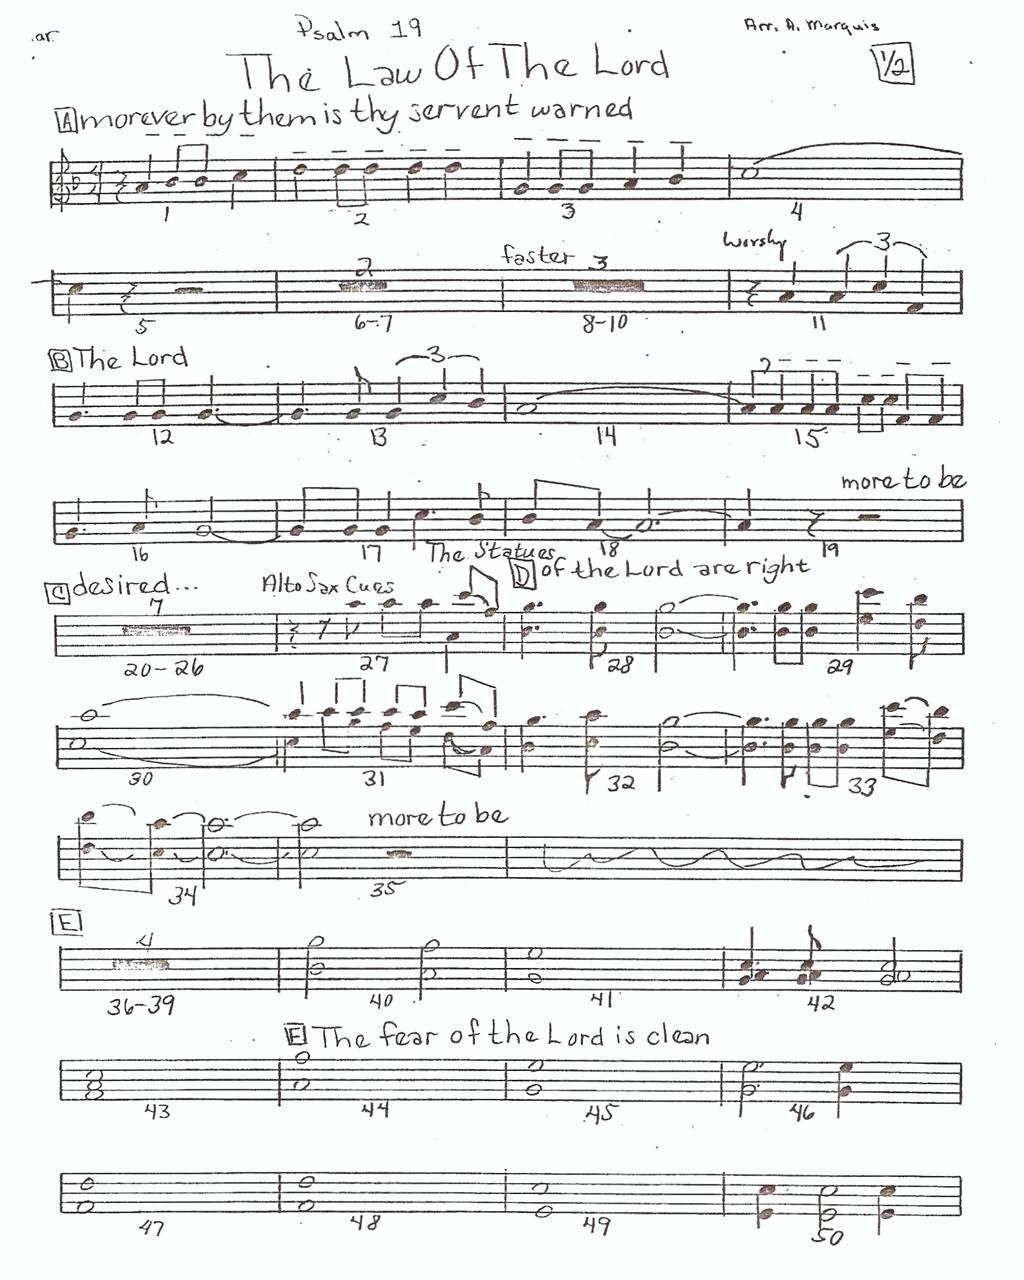 .ar.
Psalm 19
Arr. A. Marquis
The Law Of The Lord
1/2
A morever by them is thy servent warned
1 2 3 4
2 faster 3 Worshy 3
5 6-7 8-10 11
B The Lord 3 2
12 13 14 15
more to be
16 17 18 19
The Statues
C desired... Alto Sax Cues D of the Lord are right
7
20-26 27 28 29
30 31 32 33
more to be
34 35
E
4
36-39 40 41 42
E The fear of the Lord is clean
43 44 45 46
47 48 49 50